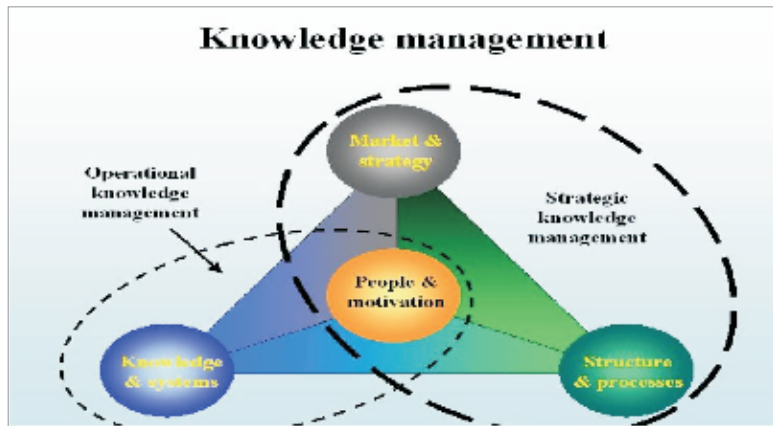 Knowledge management
Market &
strategy
Operational
knowledge
management
Strategic
knowledge
management
People &
motivation
Knowledge
& systems
Structure
& processes